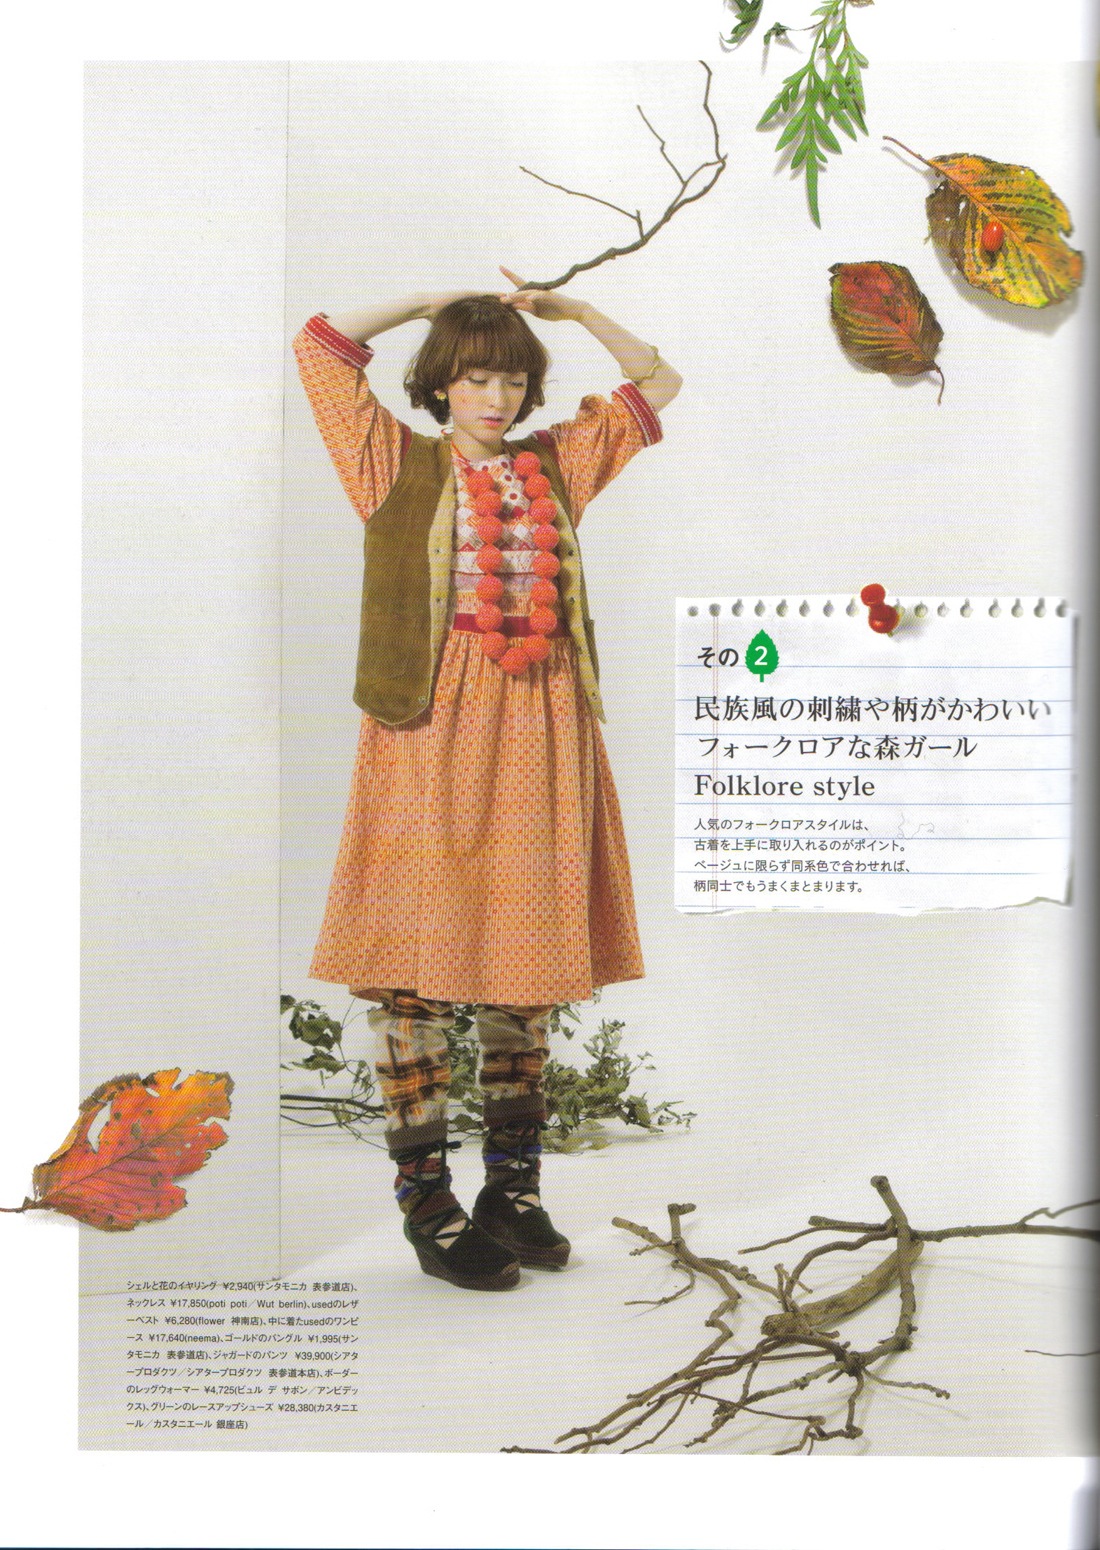 その 2
民族風の刺繍や柄がかわいい
フォークロアな森ガール
Folklore style
人気のフォークロアスタイルは、
古着を上手に取り入れるのがポイント。
ベージュに限らず同系色で合わせれば、
柄同士でもうまくまとまります。
シェルと花のイヤリング ¥2,940(サンタモニカ 表参道店)、
ネックレス ¥17,850(poti poti／Wut berlin)、usedのレザ
ーベスト ¥6,280(flower 神南店)、中に着たusedのワンピ
ース ¥17,640(neema)、ゴールドのバングル ¥1,995(サン
タモニカ 表参道店)、ジャガードのパンツ ¥39,900(シアタ
ープロダクツ／シアタープロダクツ 表参道本店)、ボーダー
のレッグウォーマー ¥4,725(ビュル デ サボン／アンビデッ
クス)、グリーンのレースアップシューズ ¥28,380(カスタニエ
ール／カスタニエール 銀座店)